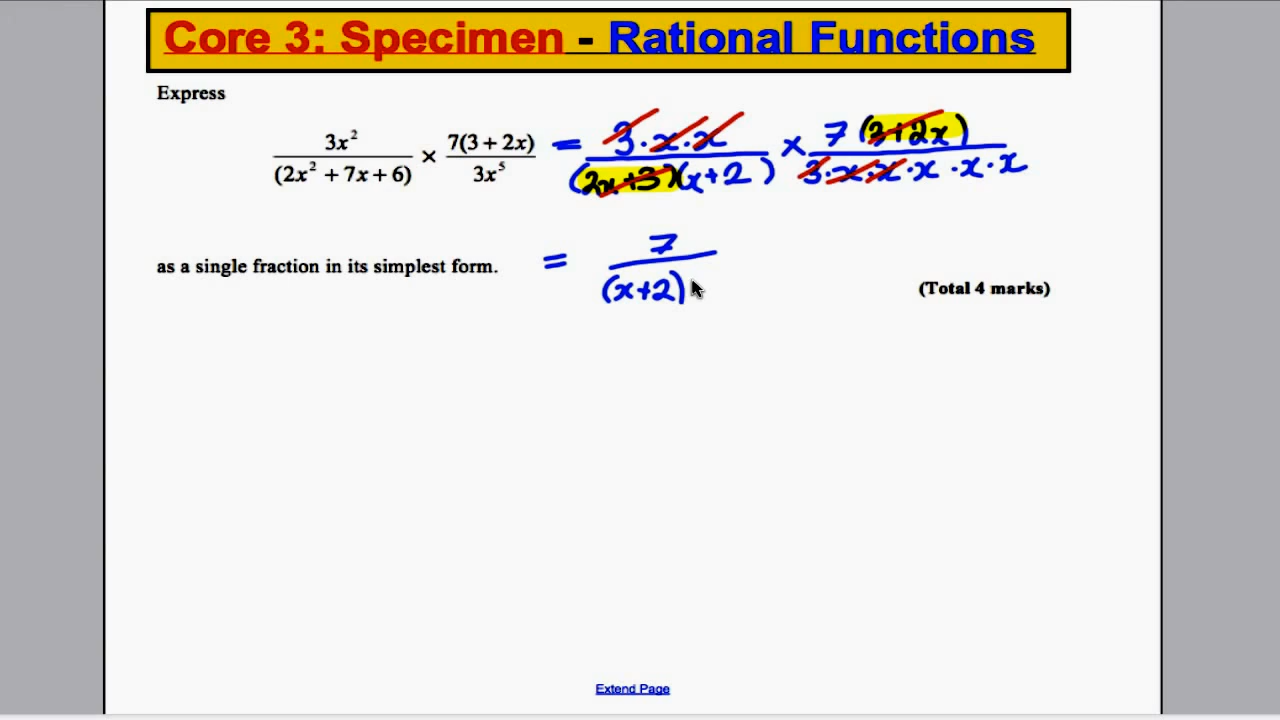 Core 3: Specimen - Rational Functions
Express
3x² / (2x² + 7x + 6) × 7(3 + 2x) / 3x⁵ = 3·x·x / (2x+3)(x+2) × 7(3+2x) / 3·x·x·x·x·x
as a single fraction in its simplest form. = 7 / (x+2)
(Total 4 marks)
Extend Page